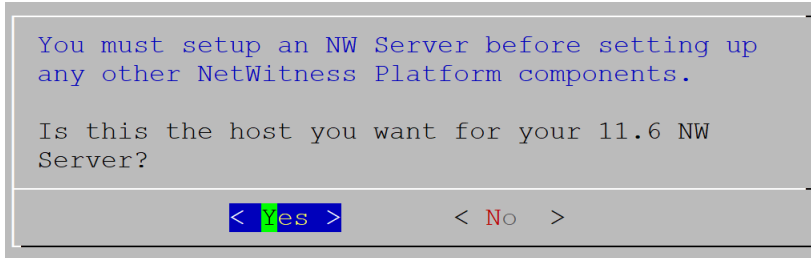 You must setup an NW Server before setting up
any other NetWitness Platform components.
Is this the host you want for your 11.6 NW
Server?
< Yes > < No >